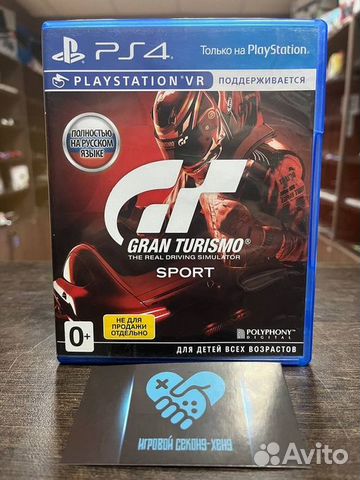 PS4
Только на PlayStation®
PLAYSTATION®VR ПОДДЕРЖИВАЕТСЯ
ПОЛНОСТЬЮ
НА РУССКОМ
ЯЗЫКЕ
GT
GRAN TURISMO®
THE REAL DRIVING SIMULATOR
SPORT
НЕ ДЛЯ
ПРОДАЖИ
ОТДЕЛЬНО
0+
POLYPHONY
DIGITAL
ДЛЯ ДЕТЕЙ ВСЕХ ВОЗРАСТОВ
ИГРОВОЙ СЕКОНД-ХЕНД
Avito